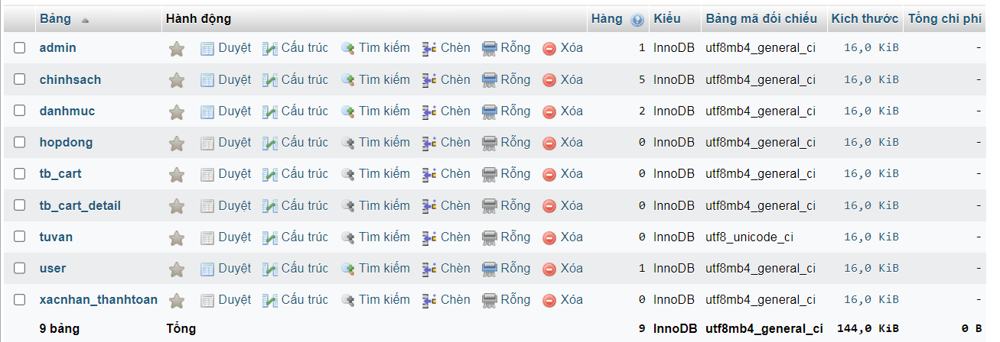 Bảng Hành động Hàng Kiểu Bảng mã đối chiếu Kích thước Tổng chi phí
admin Duyệt Cấu trúc Tìm kiếm Chèn Rỗng Xóa 1 InnoDB utf8mb4_general_ci 16,0 KiB -
chinhsach Duyệt Cấu trúc Tìm kiếm Chèn Rỗng Xóa 5 InnoDB utf8mb4_general_ci 16,0 KiB -
danhmuc Duyệt Cấu trúc Tìm kiếm Chèn Rỗng Xóa 2 InnoDB utf8mb4_general_ci 16,0 KiB -
hopdong Duyệt Cấu trúc Tìm kiếm Chèn Rỗng Xóa 0 InnoDB utf8mb4_general_ci 16,0 KiB -
tb_cart Duyệt Cấu trúc Tìm kiếm Chèn Rỗng Xóa 0 InnoDB utf8mb4_general_ci 16,0 KiB -
tb_cart_detail Duyệt Cấu trúc Tìm kiếm Chèn Rỗng Xóa 0 InnoDB utf8mb4_general_ci 16,0 KiB -
tuvan Duyệt Cấu trúc Tìm kiếm Chèn Rỗng Xóa 0 InnoDB utf8_unicode_ci 16,0 KiB -
user Duyệt Cấu trúc Tìm kiếm Chèn Rỗng Xóa 1 InnoDB utf8mb4_general_ci 16,0 KiB -
xacnhan_thanhtoan Duyệt Cấu trúc Tìm kiếm Chèn Rỗng Xóa 0 InnoDB utf8mb4_general_ci 16,0 KiB -
9 bảng Tổng 9 InnoDB utf8mb4_general_ci 144,0 KiB 0 B